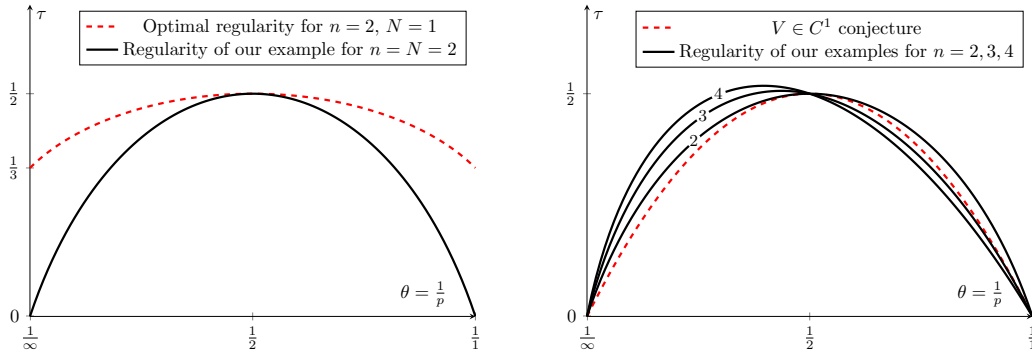 τ
Optimal regularity for n = 2, N = 1
Regularity of our example for n = N = 2
1/2
1/3
0
θ = 1/p
1/∞
1/2
1/1
τ
V ∈ C¹ conjecture
Regularity of our examples for n = 2, 3, 4
1/2
4
3
2
0
θ = 1/p
1/∞
1/2
1/1